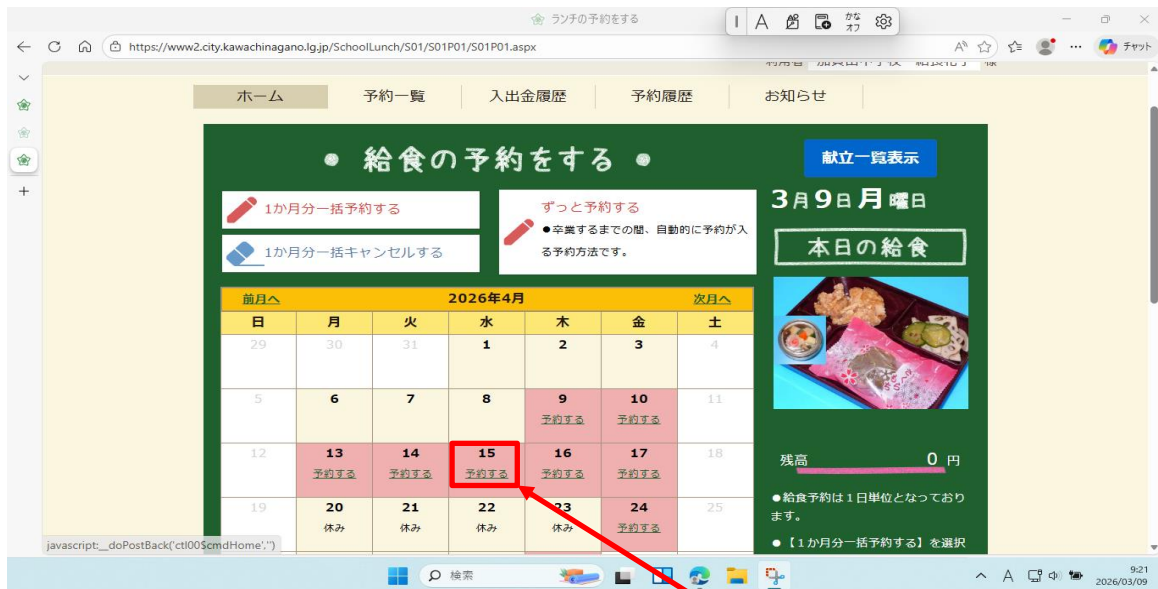 ランチの予約をする
A かな
オフ
https://www2.city.kawachinagano.lg.jp/SchoolLunch/S01/S01P01/S01P01.aspx
チャット
ホーム 予約一覧 入出金履歴 予約履歴 お知らせ
● 給食の予約をする ●
献立一覧表示
1か月分一括予約する
ずっと予約する
●卒業するまでの間、自動的に予約が入
る予約方法です。
1か月分一括キャンセルする
3月9日月曜日
本日の給食
前月へ 2026年4月 次月へ
日 月 火 水 木 金 土
29 30 31 1 2 3 4
5 6 7 8 9 10 11
予約する 予約する
12 13 14 15 16 17 18
予約する 予約する 予約する 予約する 予約する
19 20 21 22 23 24 25
休み 休み 休み 休み 予約する
残高 0 円
●給食予約は1日単位となっており
ます。
●【1か月分一括予約する】を選択
javascript:__doPostBack('ctl00$cmdHome','')
検索
A
9:21
2026/03/09